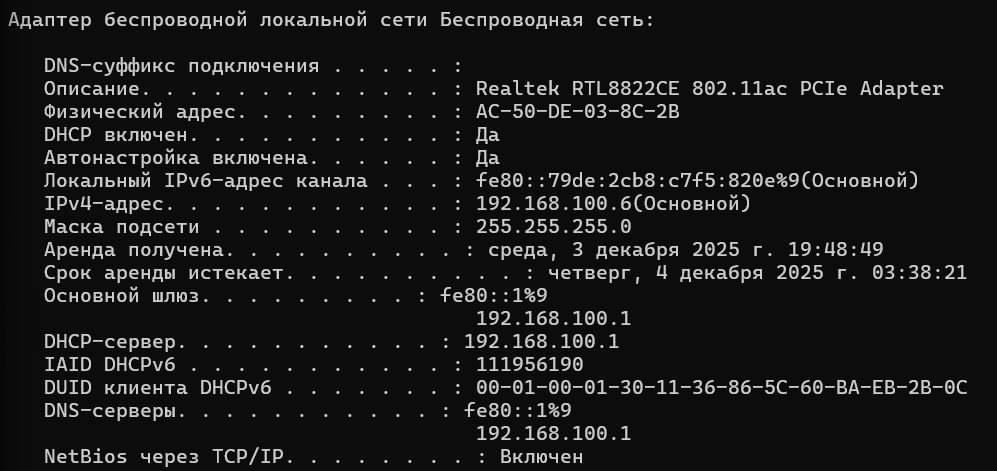 Адаптер беспроводной локальной сети Беспроводная сеть:
DNS-суффикс подключения . . . . . :
Описание. . . . . . . . . . . . . : Realtek RTL8822CE 802.11ac PCIe Adapter
Физический адрес. . . . . . . . . : AC-50-DE-03-8C-2B
DHCP включен. . . . . . . . . . . : Да
Автонастройка включена. . . . . . : Да
Локальный IPv6-адрес канала . . . : fe80::79de:2cb8:c7f5:820e%9(Основной)
IPv4-адрес. . . . . . . . . . . . : 192.168.100.6(Основной)
Маска подсети . . . . . . . . . . : 255.255.255.0
Аренда получена. . . . . . . . . . : среда, 3 декабря 2025 г. 19:48:49
Срок аренды истекает. . . . . . . . . . : четверг, 4 декабря 2025 г. 03:38:21
Основной шлюз. . . . . . . . . : fe80::1%9
192.168.100.1
DHCP-сервер. . . . . . . . . . . : 192.168.100.1
IAID DHCPv6 . . . . . . . . . . . : 111956190
DUID клиента DHCPv6 . . . . . . . : 00-01-00-01-30-11-36-86-5C-60-BA-EB-2B-0C
DNS-серверы. . . . . . . . . . . : fe80::1%9
192.168.100.1
NetBios через TCP/IP. . . . . . . . : Включен